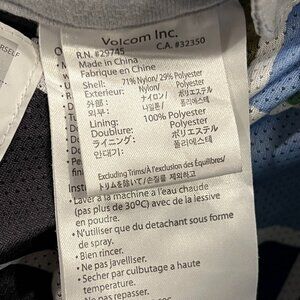 Volcom Inc.
R.N. #29745 C.A. #32350
Made in China
Fabriqué en Chine
Shell: 71% Nylon/ 29% Polyester
Exterieur: Nylon/ Polyester
外部: ナイロン/ ポリエステル
외부: 나일론/ 폴리에스테
Lining: 100% Polyester
Doublure: Polyester
ライニング: ポリエステル
안대기: 폴리에스테
Excluding Trims/À l'exclusion des Équilibres/
トリムを除いて/손질을 제외하고
Laver à la machine à l'eau chaude
(pas plus de 30ºC) avec de la lessive
en poudre.
• N'utiliser que du detachant sous forme
de spray.
• Bien rincer.
• Ne pas javelliser.
• Secher par culbutage a haute
temperature.
• Ne pas repasser.